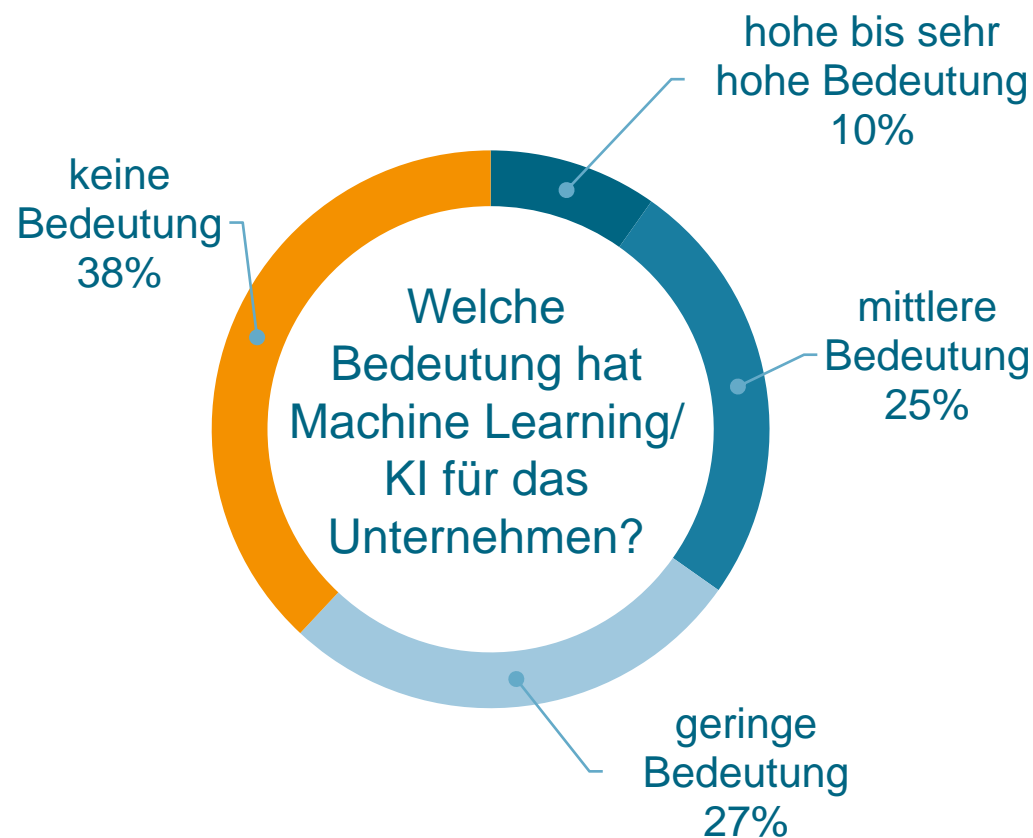 hohe bis sehr
hohe Bedeutung
10%
keine
Bedeutung
38%
Welche
Bedeutung hat
Machine Learning/
KI für das
Unternehmen?
mittlere
Bedeutung
25%
geringe
Bedeutung
27%